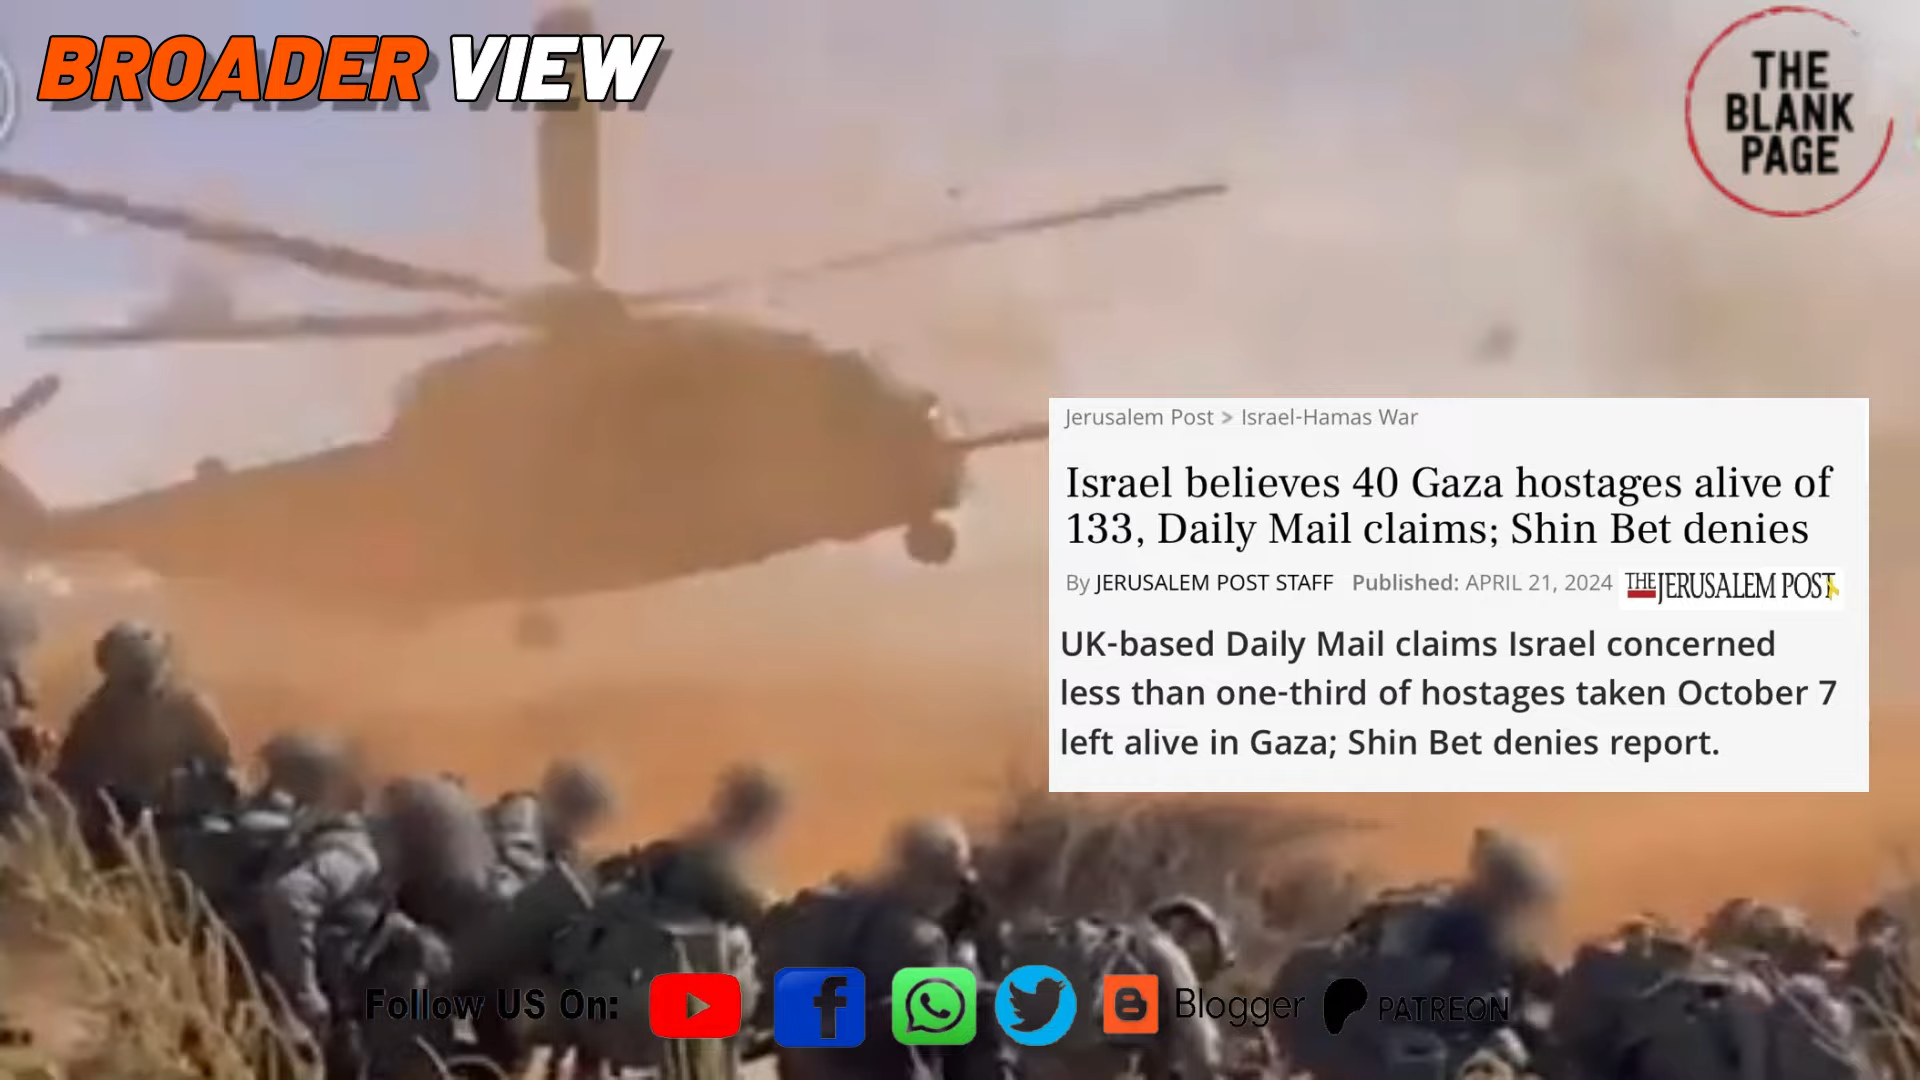 BROADER VIEW
THE
BLANK
PAGE
Jerusalem Post > Israel-Hamas War
Israel believes 40 Gaza hostages alive of
133, Daily Mail claims; Shin Bet denies
By JERUSALEM POST STAFF Published: APRIL 21, 2024 THE JERUSALEM POST
UK-based Daily Mail claims Israel concerned
less than one-third of hostages taken October 7
left alive in Gaza; Shin Bet denies report.
Follow US On: Blogger PATREON